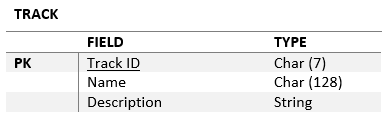 TRACK
FIELD TYPE
PK Track ID Char (7)
Name Char (128)
Description String